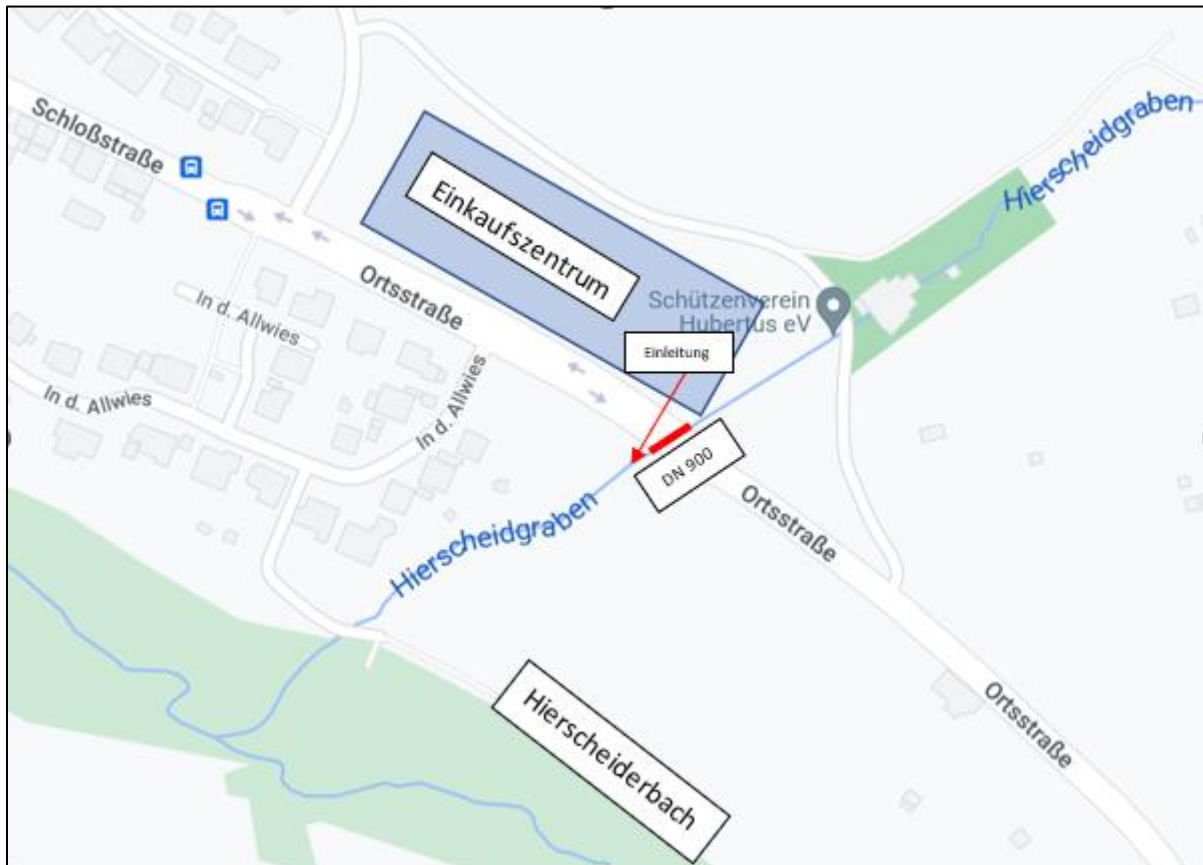 Schloßstraße
Hierscheidgraben
Einkaufszentrum
Ortsstraße
Schützenverein
Hubertus eV
In d. Allwies
Einleitung
In d. Allwies
In d. Allwies
DN 900
Ortsstraße
Hierscheidgraben
Hierscheiderbach
Ortsstraße